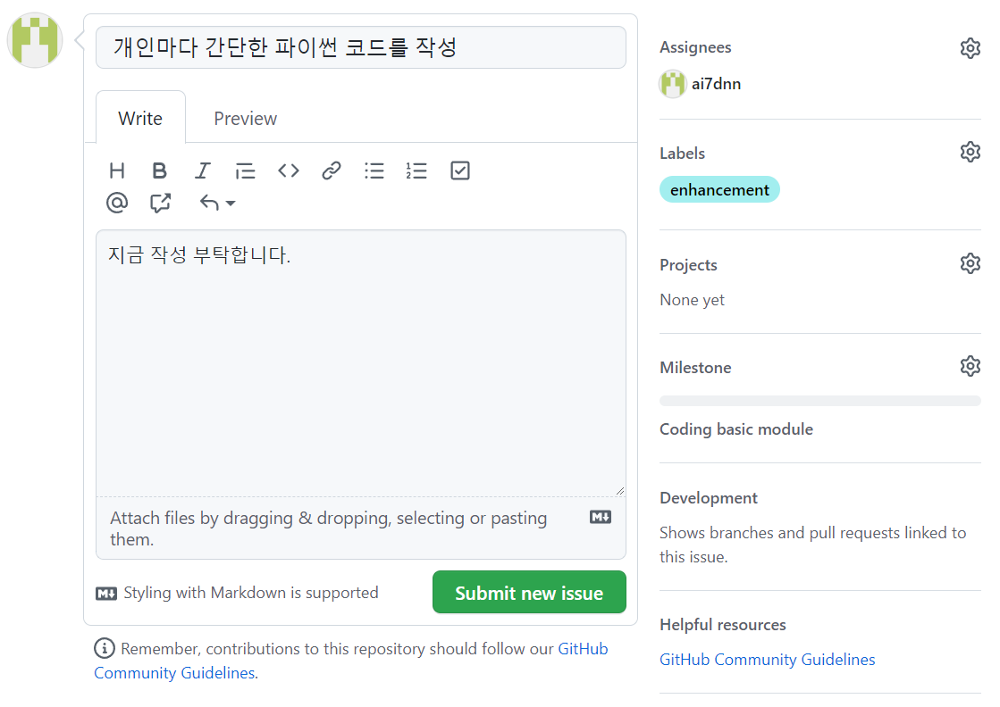 개인마다 간단한 파이썬 코드를 작성
Write
Preview
지금 작성 부탁합니다.
Attach files by dragging & dropping, selecting or pasting
them.
Styling with Markdown is supported
Submit new issue
Remember, contributions to this repository should follow our GitHub
Community Guidelines.
Assignees
ai7dnn
Labels
enhancement
Projects
None yet
Milestone
Coding basic module
Development
Shows branches and pull requests linked to
this issue.
Helpful resources
GitHub Community Guidelines